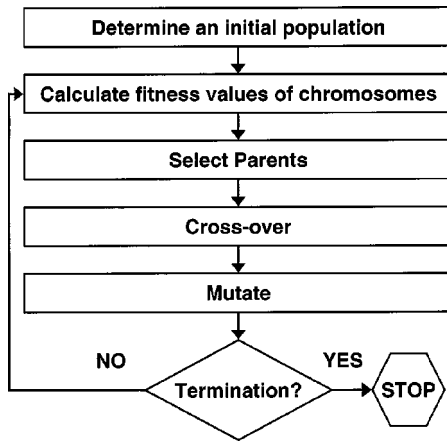 Determine an initial population
Calculate fitness values of chromosomes
Select Parents
Cross-over
Mutate
NO
YES
Termination?
STOP